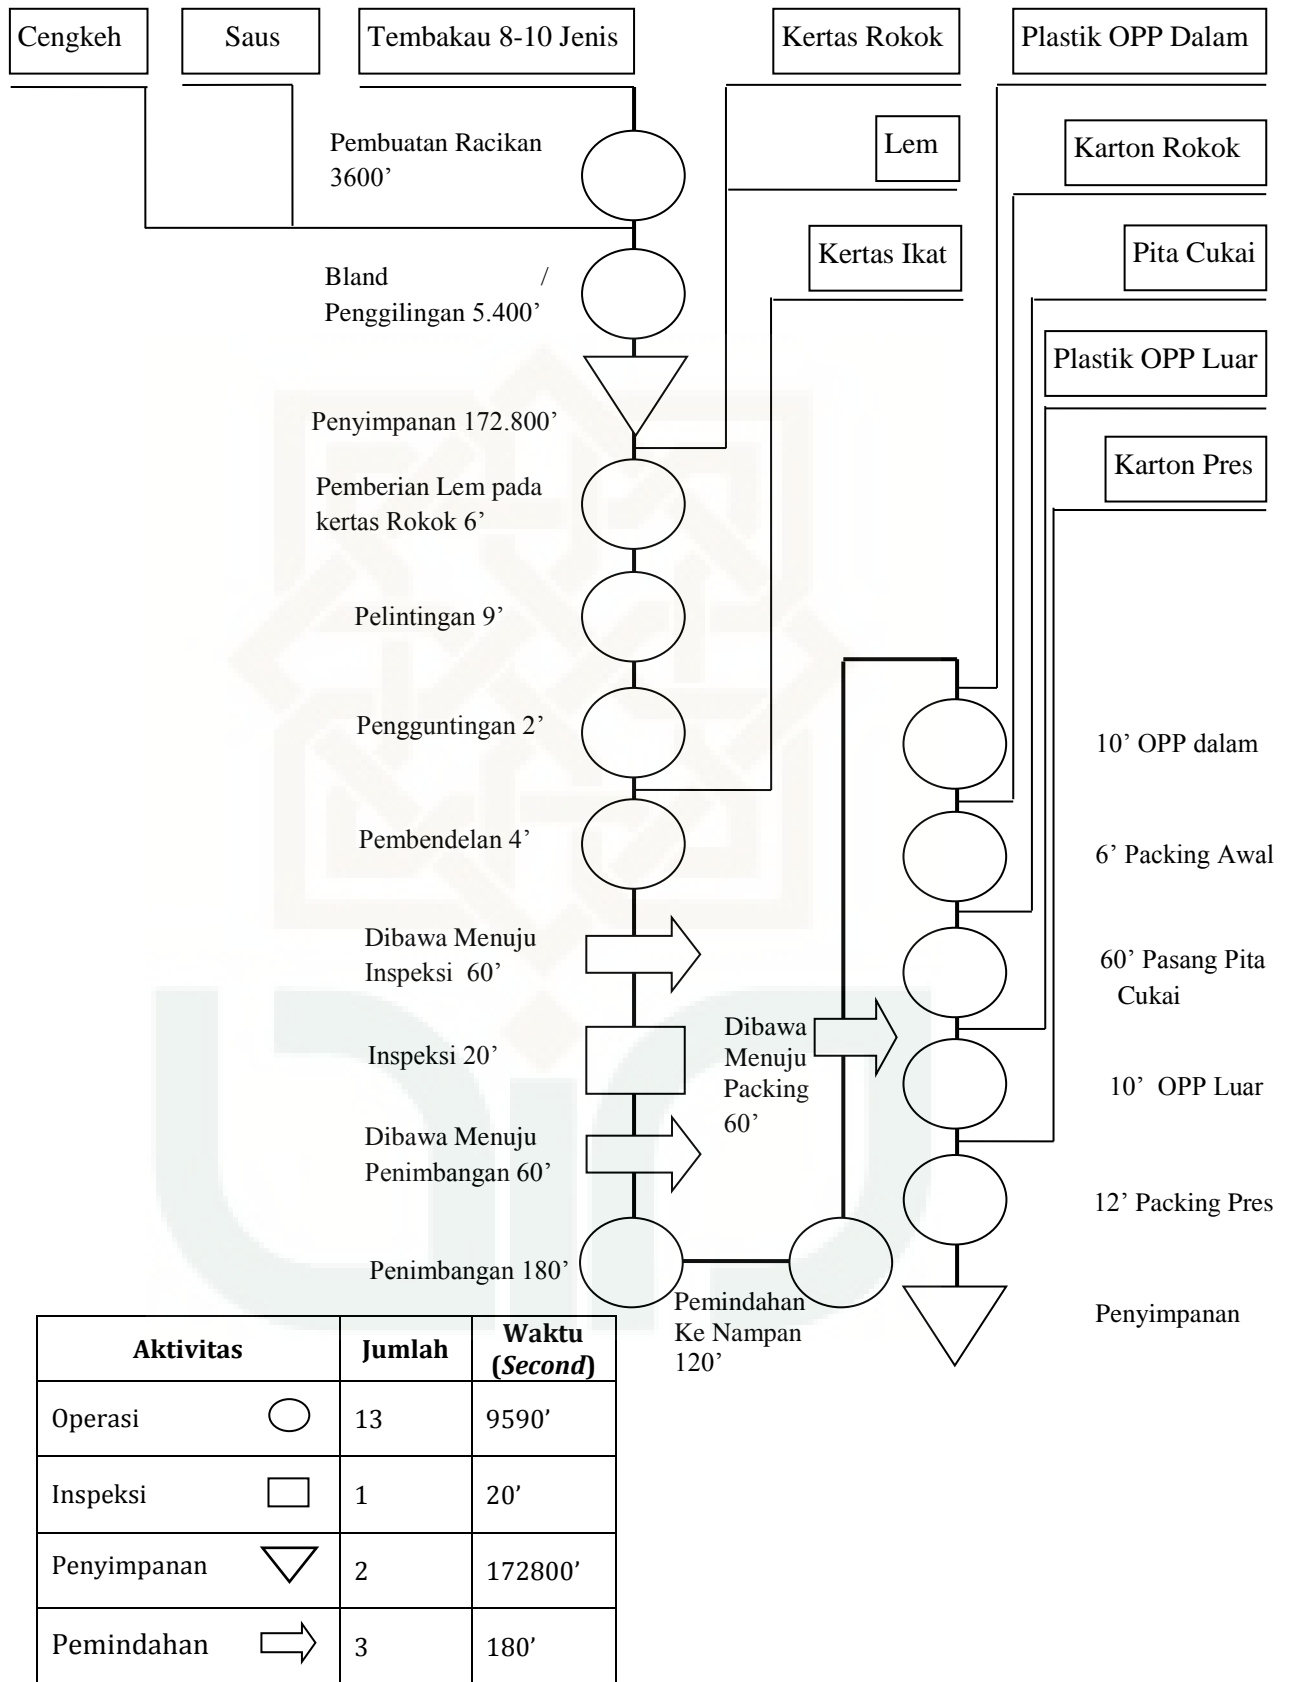 Cengkeh
Saus
Tembakau 8-10 Jenis
Kertas Rokok
Plastik OPP Dalam
Lem
Karton Rokok
Kertas Ikat
Pita Cukai
Plastik OPP Luar
Karton Pres
Pembuatan Racikan
3600’
Bland /
Penggilingan 5.400’
Penyimpanan 172.800’
Pemberian Lem pada
kertas Rokok 6’
Pelintingan 9’
Pengguntingan 2’
Pembendelan 4’
Dibawa Menuju
Inspeksi 60’
Inspeksi 20’
Dibawa Menuju
Penimbangan 60’
Penimbangan 180’
Pemindahan
Ke Nampan
120’
Dibawa
Menuju
Packing
60’
10’ OPP dalam
6’ Packing Awal
60’ Pasang Pita
Cukai
10’ OPP Luar
12’ Packing Pres
Penyimpanan
Aktivitas Jumlah Waktu
(Second)
Operasi 13 9590’
Inspeksi 1 20’
Penyimpanan 2 172800’
Pemindahan 3 180’